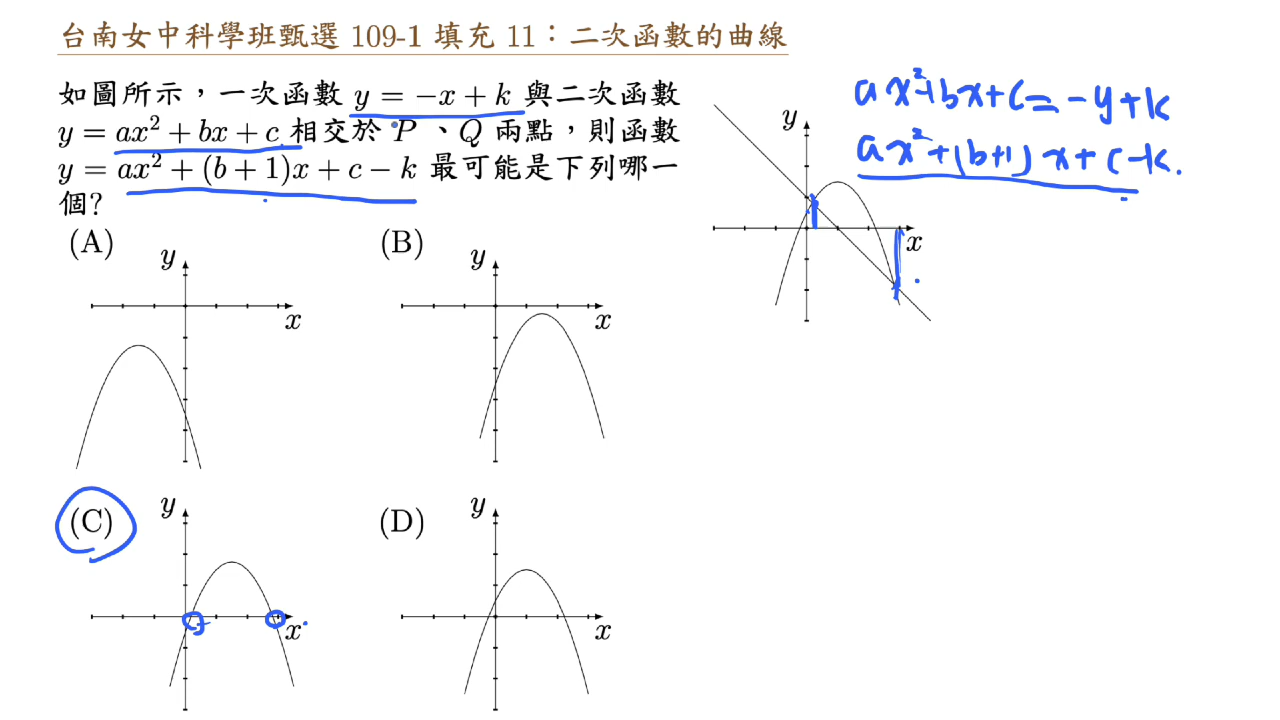 台南女中科學班甄選 109-1 填充 11：二次函數的曲線
如圖所示，一次函數 y = −x + k 與二次函數
y = ax² + bx + c 相交於 P 、Q 兩點，則函數
y = ax² + (b + 1)x + c − k 最可能是下列哪一
個?
ax²+bx+c=-y+k
ax²+(b+1)x+c-k.
y
x
(A)
y
x
(B)
y
x
(C)
y
x
(D)
y
x